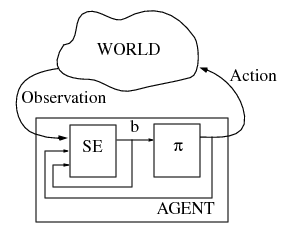 WORLD
Action
Observation
b
SE
π
AGENT